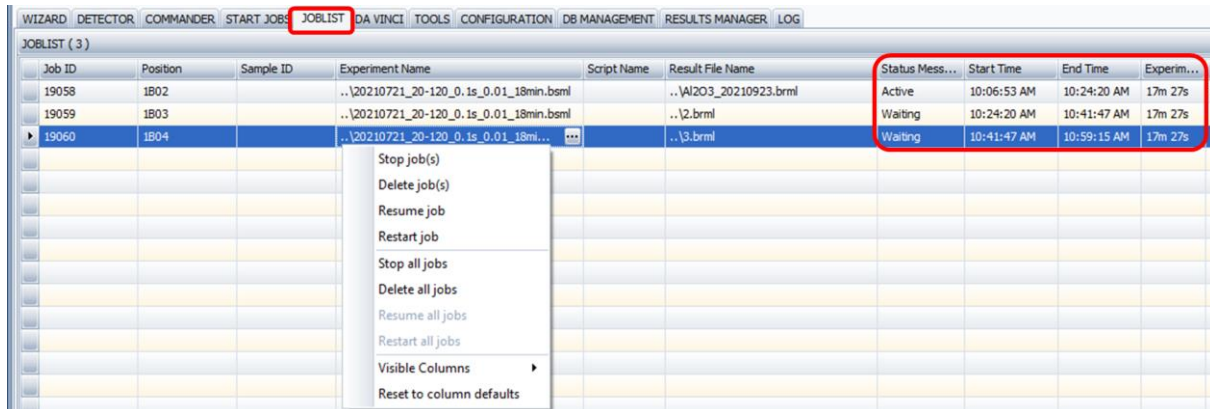 WIZARD DETECTOR COMMANDER START JOBS JOBLIST DA VINCI TOOLS CONFIGURATION DB MANAGEMENT RESULTS MANAGER LOG
JOBLIST ( 3 )
Job ID Position Sample ID Experiment Name Script Name Result File Name Status Mess... Start Time End Time Experim...
19058 1B02 ..\20210721_20-120_0.1s_0.01_18min.bsml ..\Al2O3_20210923.brml Active 10:06:53 AM 10:24:20 AM 17m 27s
19059 1B03 ..\20210721_20-120_0.1s_0.01_18min.bsml ..\2.brml Waiting 10:24:20 AM 10:41:47 AM 17m 27s
19060 1B04 ..\20210721_20-120_0.1s_0.01_18mi... ... ..\3.brml Waiting 10:41:47 AM 10:59:15 AM 17m 27s
Stop job(s)
Delete job(s)
Resume job
Restart job
Stop all jobs
Delete all jobs
Resume all jobs
Restart all jobs
Visible Columns
Reset to column defaults